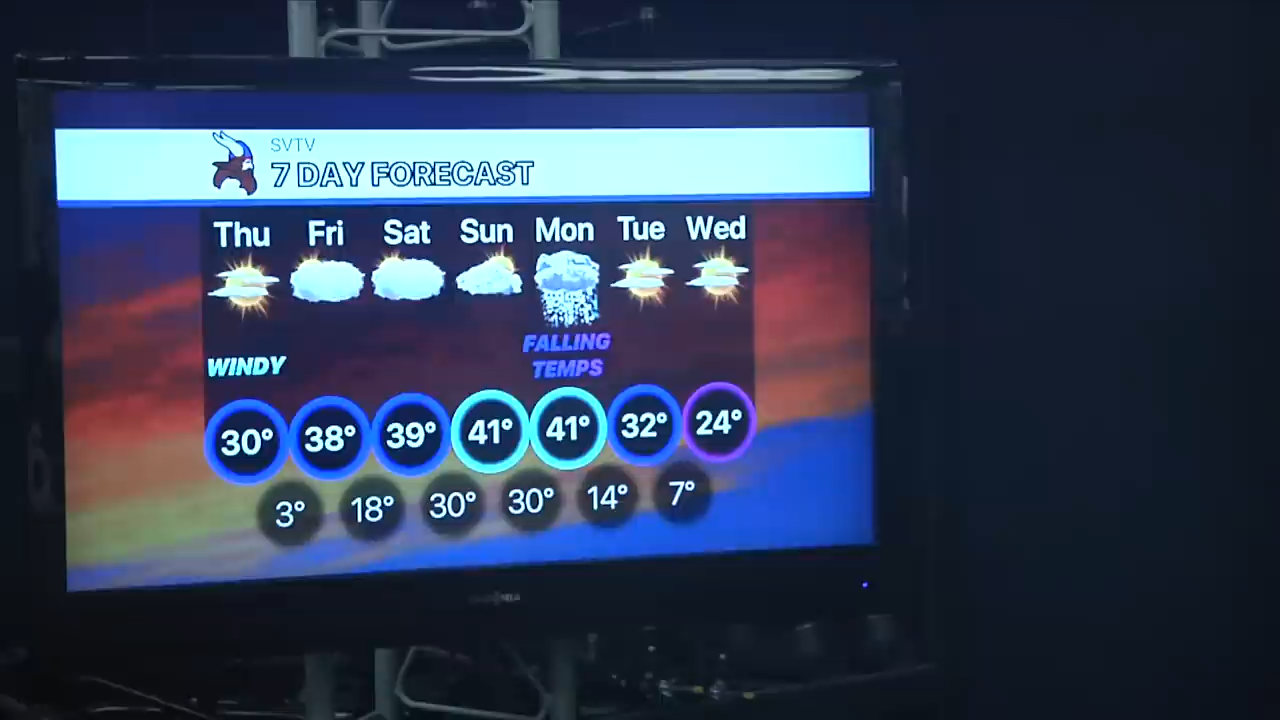 SVTV
7 DAY FORECAST
Thu Fri Sat Sun Mon Tue Wed
FALLING
WINDY TEMPS
30° 38° 39° 41° 41° 32° 24°
3° 18° 30° 30° 14° 7°